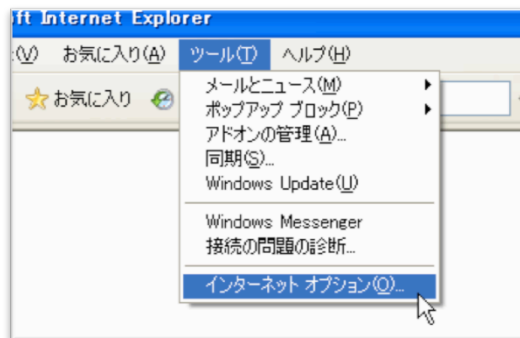 ft Internet Explorer
(V) お気に入り(A) ツール(T) ヘルプ(H)
お気に入り
メールとニュース(M)
ポップアップ ブロック(P)
アドオンの管理(A)...
同期(S)...
Windows Update(U)
Windows Messenger
接続の問題の診断...
インターネット オプション(O)...